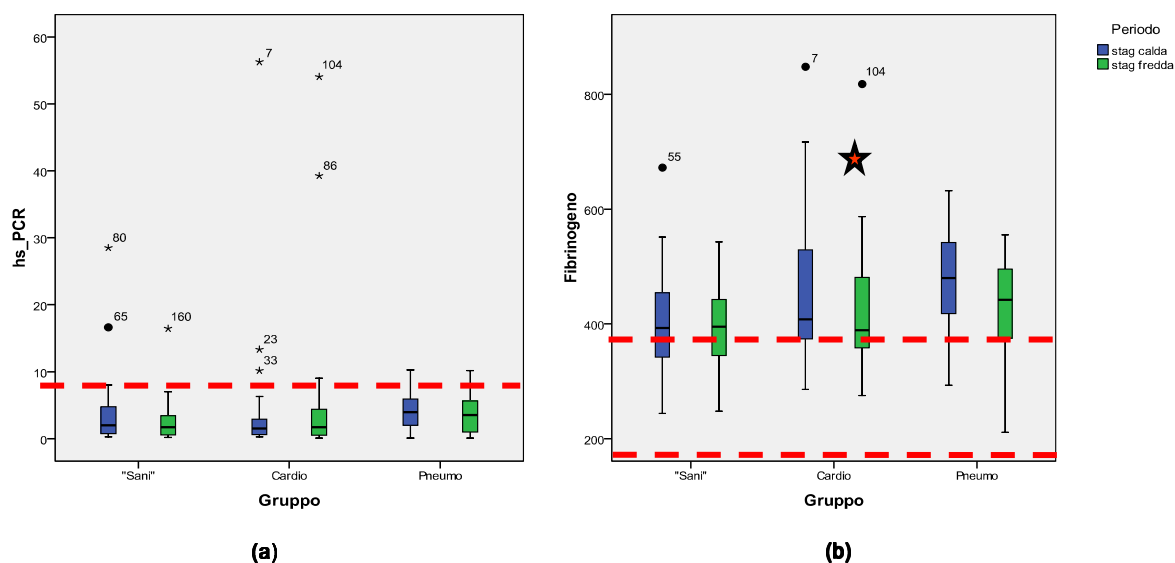 60
50
40
30
20
10
0
hs_PCR
80
65
160
7
23
33
104
86
"Sani"
Cardio
Pneumo
Gruppo
(a)
800
600
400
200
Fibrinogeno
55
7
104
"Sani"
Cardio
Pneumo
Gruppo
(b)
Periodo
stag calda
stag fredda